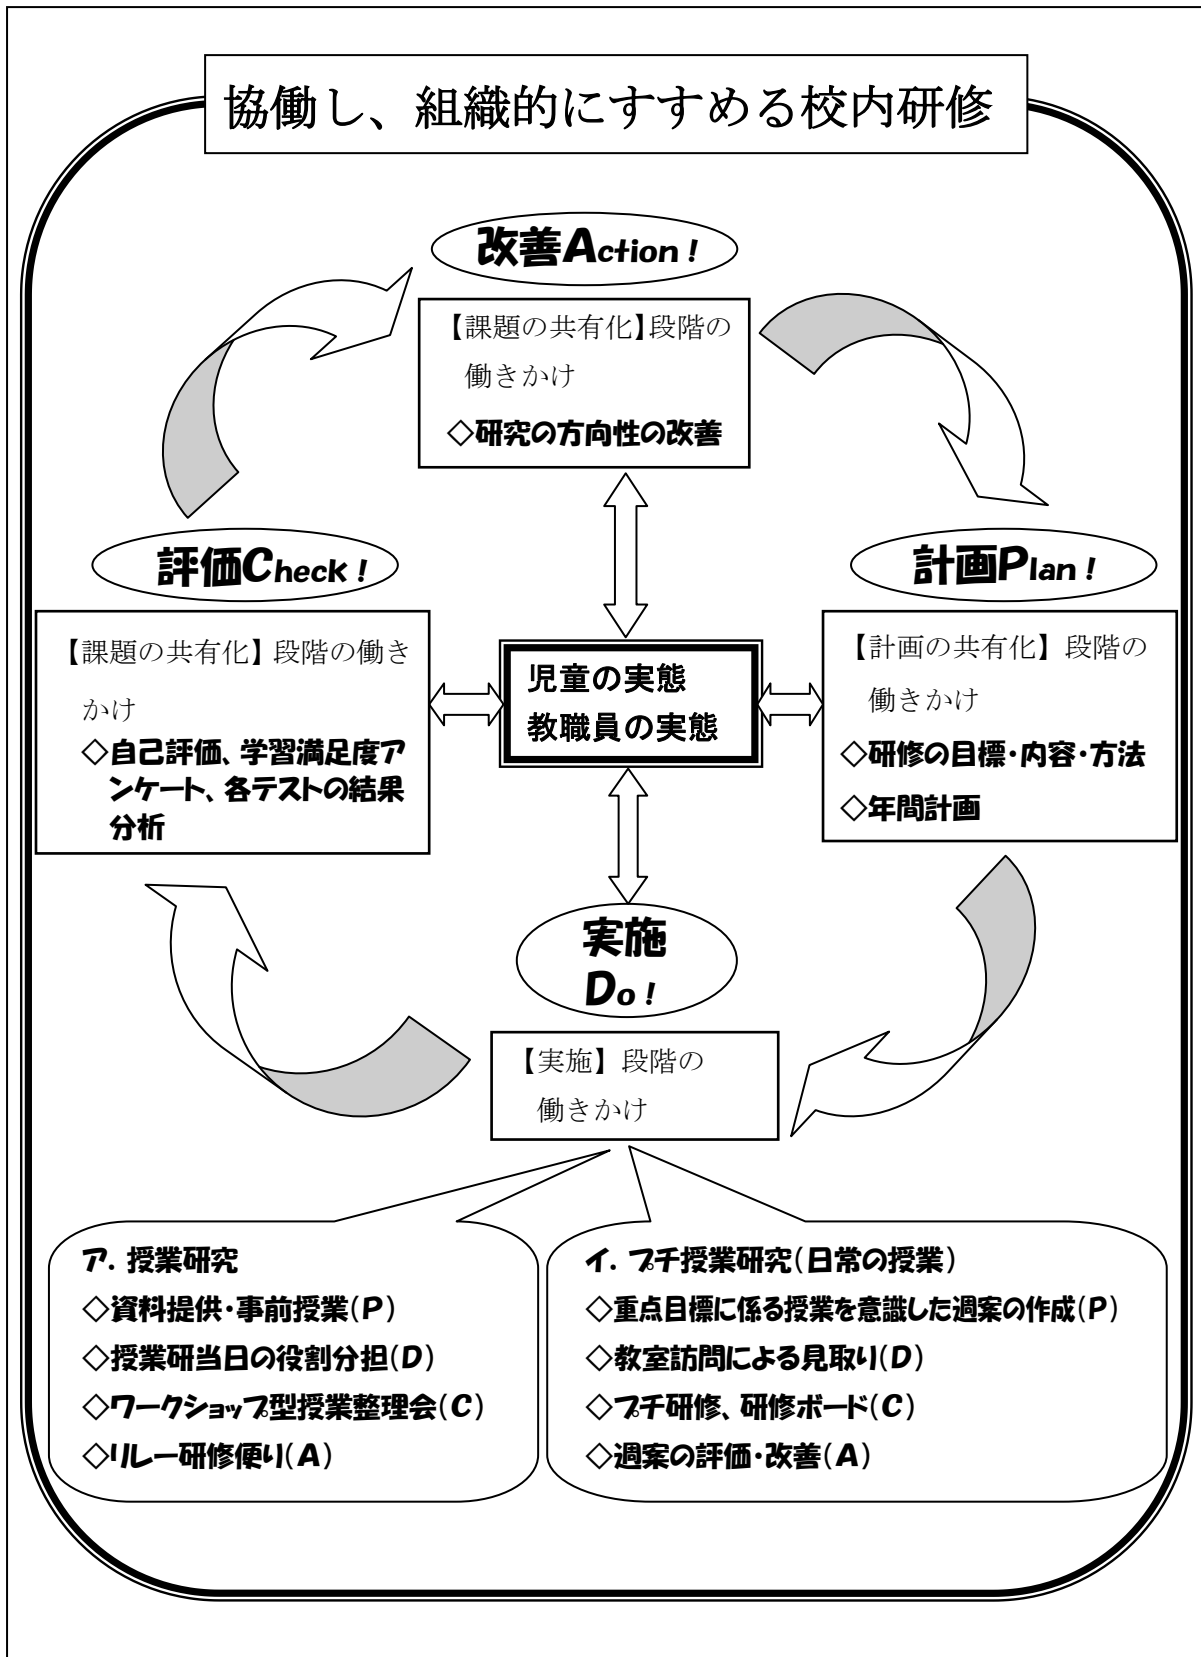 協働し、組織的にすすめる校内研修
改善Action！
【課題の共有化】段階の
働きかけ
◇研究の方向性の改善
評価Check！
【課題の共有化】段階の働き
かけ
◇自己評価、学習満足度ア
ンケート、各テストの結果
分析
児童の実態
教職員の実態
計画Plan！
【計画の共有化】段階の
働きかけ
◇研修の目標・内容・方法
◇年間計画
実施
Do！
【実施】段階の
働きかけ
ア．授業研究
◇資料提供・事前授業(P)
◇授業研当日の役割分担(D)
◇ワークショップ型授業整理会(C)
◇リレー研修便り(A)
イ．プチ授業研究(日常の授業)
◇重点目標に係る授業を意識した週案の作成(P)
◇教室訪問による見取り(D)
◇プチ研修、研修ボード(C)
◇週案の評価・改善(A)